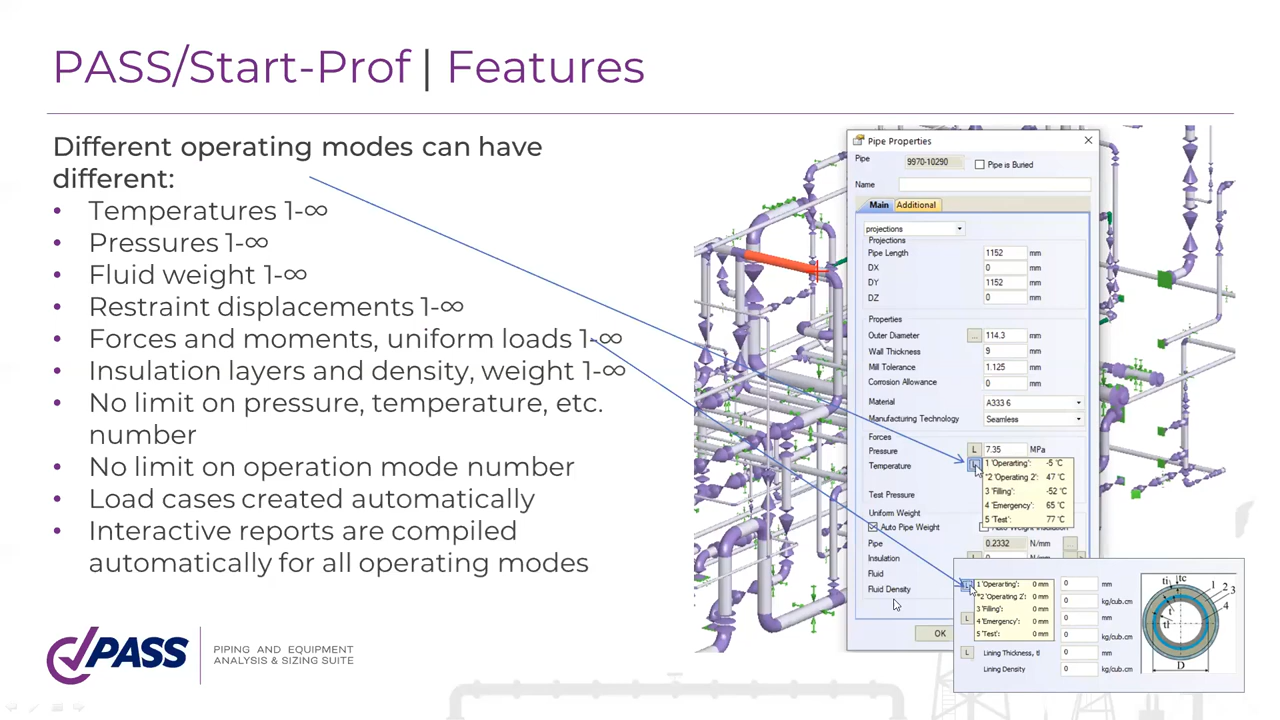 PASS/Start-Prof | Features
Different operating modes can have
different:
• Temperatures 1-∞
• Pressures 1-∞
• Fluid weight 1-∞
• Restraint displacements 1-∞
• Forces and moments, uniform loads 1-∞
• Insulation layers and density, weight 1-∞
• No limit on pressure, temperature, etc.
number
• No limit on operation mode number
• Load cases created automatically
• Interactive reports are compiled
automatically for all operating modes
PASS
PIPING AND EQUIPMENT
ANALYSIS & SIZING SUITE
Pipe Properties
Pipe 9970-10290 Pipe is Buried
Name
Main Additional
projections
Projections
Pipe Length 1152 mm
DX 0 mm
DY 1152 mm
DZ 0 mm
Properties
Outer Diameter ... 114.3 mm
Wall Thickness 9 mm
Mill Tolerance 1.125 mm
Corrosion Allowance 0 mm
Material A333 6
Manufacturing Technology Seamless
Forces
Pressure L 7.35 MPa
Temperature
1 'Operarting': -5 °C
*2 'Operating 2': 47 °C
3 'Filling': -52 °C
4 'Emergency': 65 °C
5 'Test': 77 °C
Test Pressure
Uniform Weight
Auto Pipe Weight
Pipe 0.2332 N/mm ...
Insulation
Fluid
Fluid Density
OK
1 'Operarting': 0 mm
*2 'Operating 2': 0 mm
3 'Filling': 0 mm
4 'Emergency': 0 mm
5 'Test': 0 mm
0 mm
0 kg/cub.cm
L 0 mm
0 kg/cub.cm
L Lining Thickness, tl 0 mm
Lining Density 0 kg/cub.cm
ti tc 1
2
3
4
t
tl
D